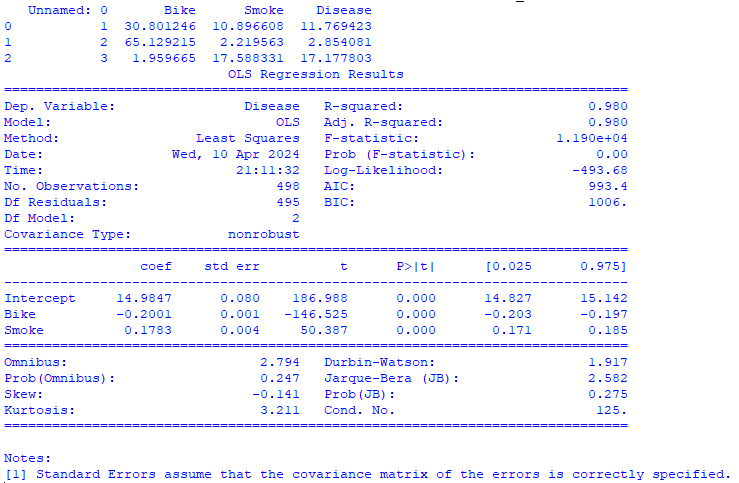 Unnamed: 0 Bike Smoke Disease
0 1 30.801246 10.896608 11.769423
1 2 65.129215 2.219563 2.854081
2 3 1.959665 17.588331 17.177803
OLS Regression Results
==============================================================================
Dep. Variable: Disease R-squared: 0.980
Model: OLS Adj. R-squared: 0.980
Method: Least Squares F-statistic: 1.190e+04
Date: Wed, 10 Apr 2024 Prob (F-statistic): 0.00
Time: 21:11:32 Log-Likelihood: -493.68
No. Observations: 498 AIC: 993.4
Df Residuals: 495 BIC: 1006.
Df Model: 2
Covariance Type: nonrobust
==============================================================================
coef std err t P>|t| [0.025 0.975]
------------------------------------------------------------------------------
Intercept 14.9847 0.080 186.988 0.000 14.827 15.142
Bike -0.2001 0.001 -146.525 0.000 -0.203 -0.197
Smoke 0.1783 0.004 50.387 0.000 0.171 0.185
==============================================================================
Omnibus: 2.794 Durbin-Watson: 1.917
Prob(Omnibus): 0.247 Jarque-Bera (JB): 2.582
Skew: -0.141 Prob(JB): 0.275
Kurtosis: 3.211 Cond. No. 125.
==============================================================================
Notes:
[1] Standard Errors assume that the covariance matrix of the errors is correctly specified.